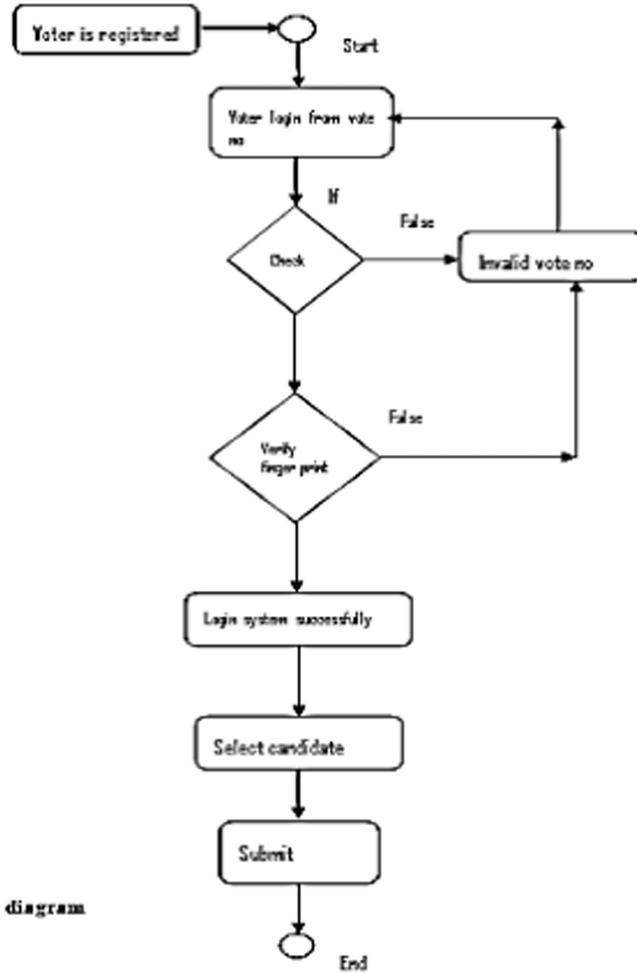 Voter is registered
Start
Voter login from vote
no
If
False
Check
Invalid vote no
False
Verify
finger print
Login system successfully
Select candidate
Submit
diagram
End